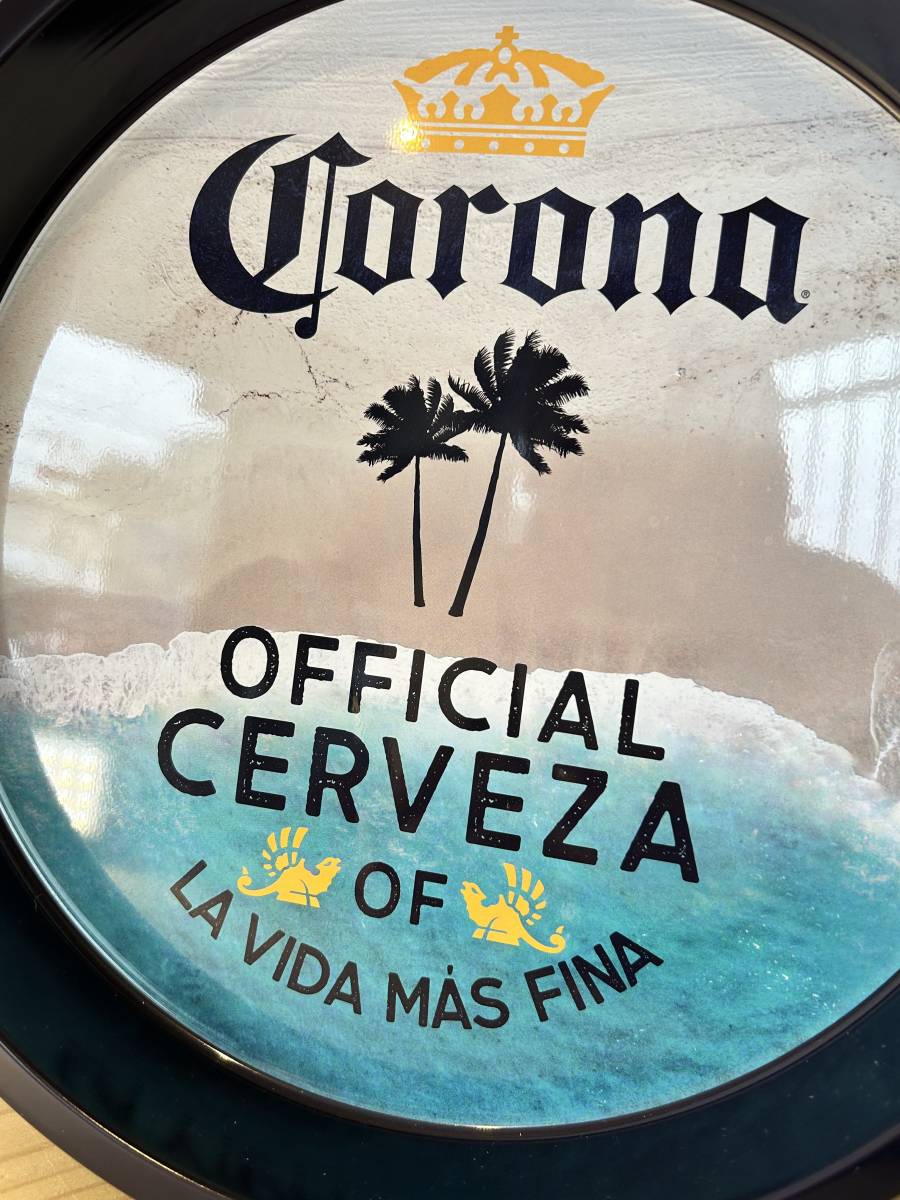 Corona®
OFFICIAL
CERVEZA
OF
LA VIDA MÁS FINA